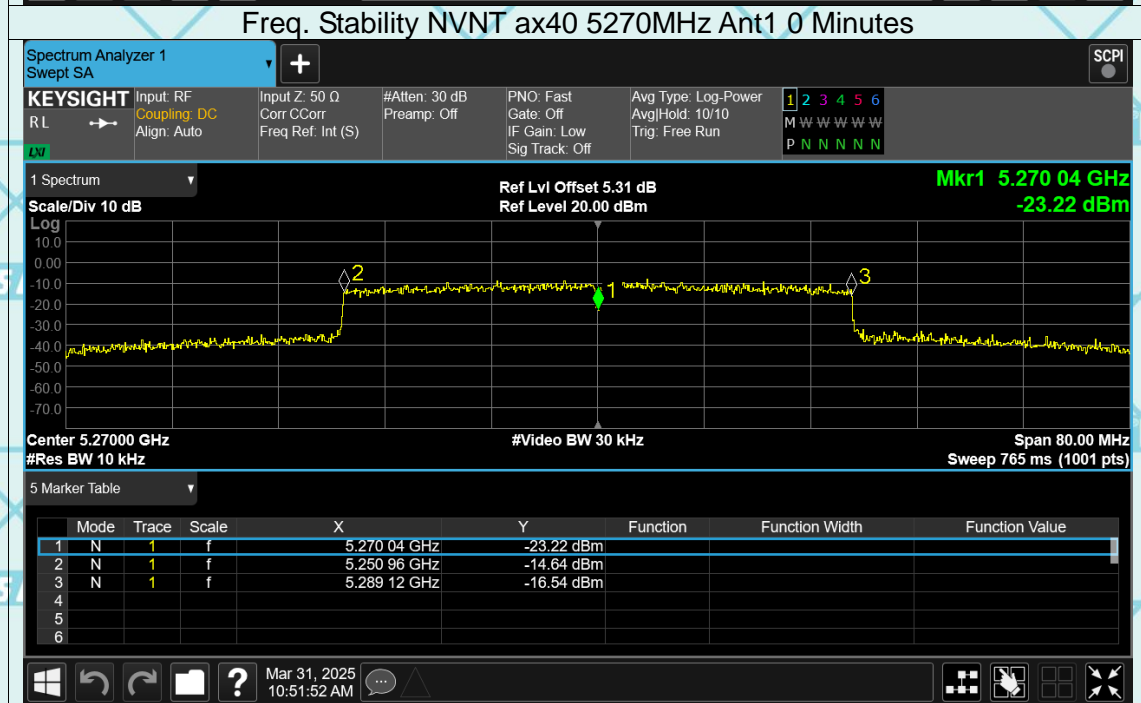 Freq. Stability NVNT ax40 5270MHz Ant1 0 Minutes
Spectrum Analyzer 1
Swept SA
SCPI
KEYSIGHT Input: RF Input Z: 50 Ω #Atten: 30 dB PNO: Fast Avg Type: Log-Power 1 2 3 4 5 6
RL Coupling: DC Corr CCorr Preamp: Off Gate: Off Avg|Hold: 10/10 M W W W W W
Align: Auto Freq Ref: Int (S) IF Gain: Low Trig: Free Run
LXI Sig Track: Off P N N N N N
1 Spectrum Ref Lvl Offset 5.31 dB Mkr1 5.270 04 GHz
Scale/Div 10 dB Ref Level 20.00 dBm -23.22 dBm
Log
10.0
0.00
-10.0
-20.0
-30.0
-40.0
-50.0
-60.0
-70.0
2
1
3
Center 5.27000 GHz #Video BW 30 kHz Span 80.00 MHz
#Res BW 10 kHz Sweep 765 ms (1001 pts)
5 Marker Table
Mode Trace Scale X Y Function Function Width Function Value
1 N 1 f 5.270 04 GHz -23.22 dBm
2 N 1 f 5.250 96 GHz -14.64 dBm
3 N 1 f 5.289 12 GHz -16.54 dBm
4
5
6
Mar 31, 2025
10:51:52 AM